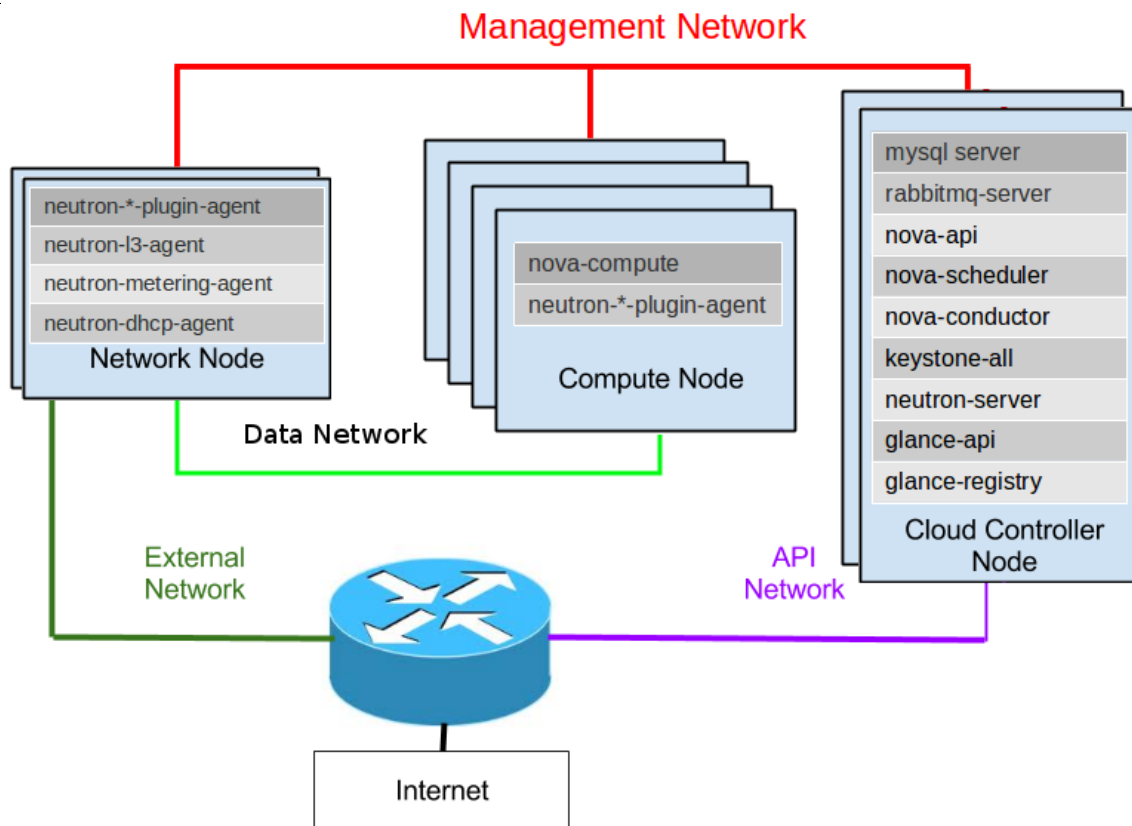 Management Network
neutron-*-plugin-agent
neutron-l3-agent
neutron-metering-agent
neutron-dhcp-agent
Network Node
nova-compute
neutron-*-plugin-agent
Compute Node
mysql server
rabbitmq-server
nova-api
nova-scheduler
nova-conductor
keystone-all
neutron-server
glance-api
glance-registry
Cloud Controller
Node
Data Network
External
Network
API
Network
Internet